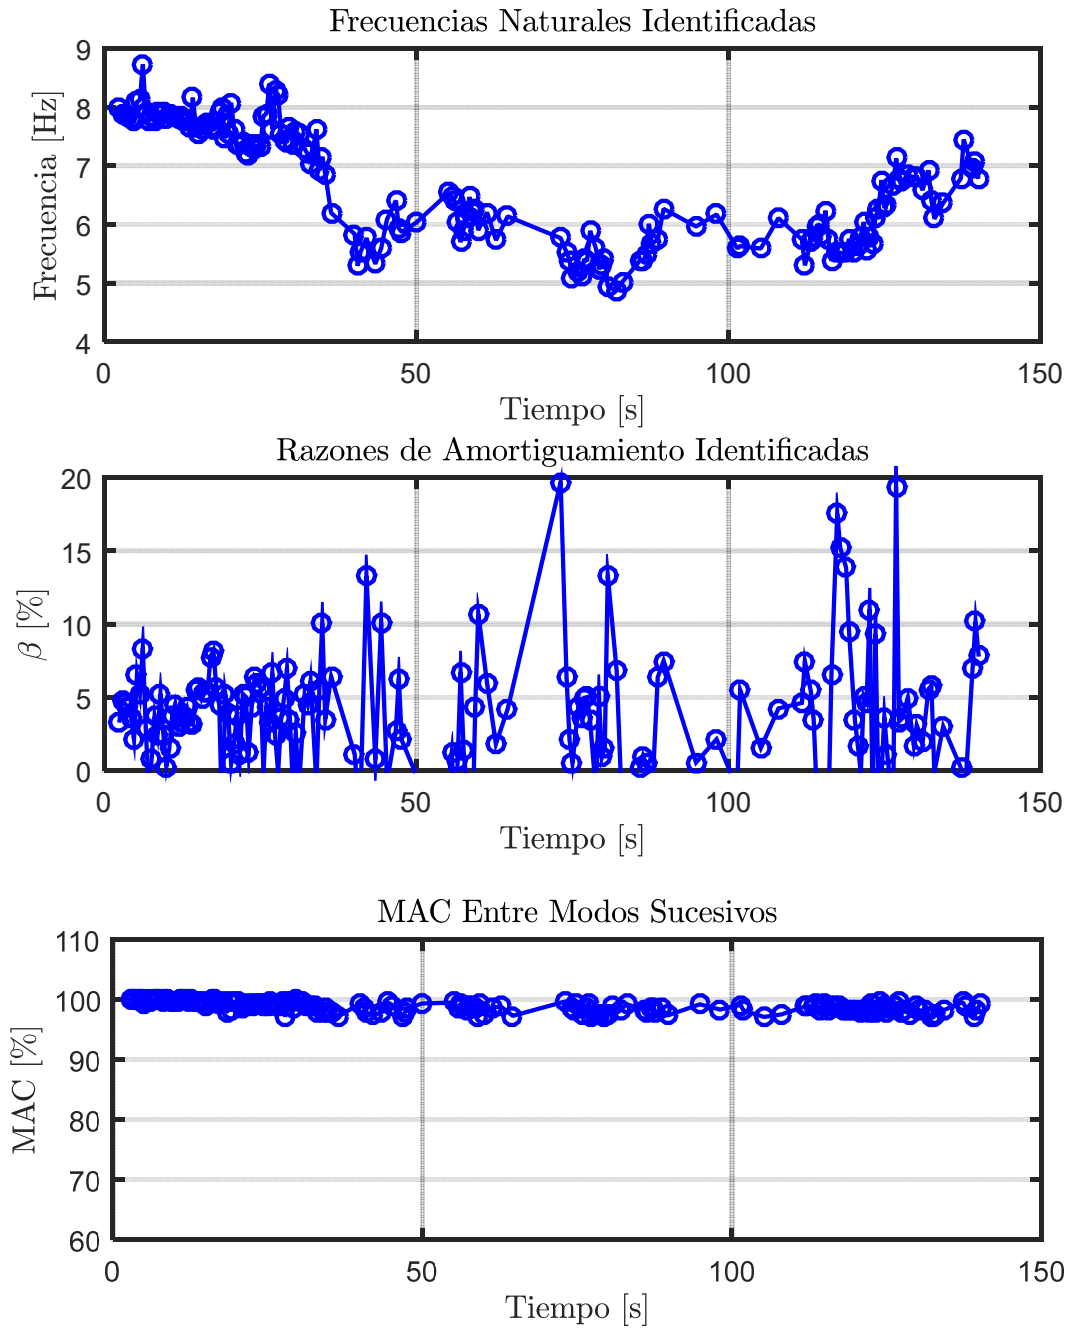 Frecuencias Naturales Identificadas
Frecuencia [Hz]
9
8
7
6
5
4
0 50 100 150
Tiempo [s]
Razones de Amortiguamiento Identificadas
β [%]
20
15
10
5
0
0 50 100 150
Tiempo [s]
MAC Entre Modos Sucesivos
MAC [%]
110
100
90
80
70
60
0 50 100 150
Tiempo [s]